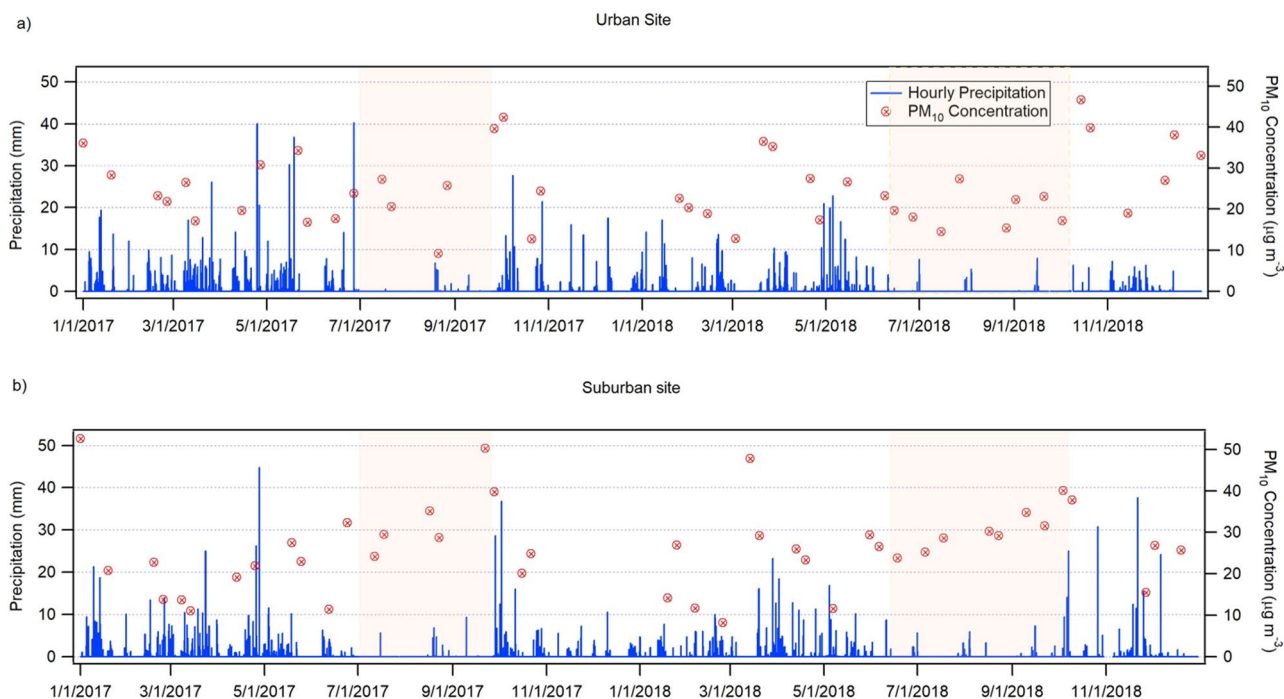 a)
Urban Site
50
40
30
20
10
0
Precipitation (mm)
Hourly Precipitation
PM10 Concentration
50
40
30
20
10
0
PM10 Concentration (μg m-3)
1/1/2017 3/1/2017 5/1/2017 7/1/2017 9/1/2017 11/1/2017 1/1/2018 3/1/2018 5/1/2018 7/1/2018 9/1/2018 11/1/2018
b)
Suburban site
50
40
30
20
10
0
Precipitation (mm)
50
40
30
20
10
0
PM10 Concentration (μg m-3)
1/1/2017 3/1/2017 5/1/2017 7/1/2017 9/1/2017 11/1/2017 1/1/2018 3/1/2018 5/1/2018 7/1/2018 9/1/2018 11/1/2018